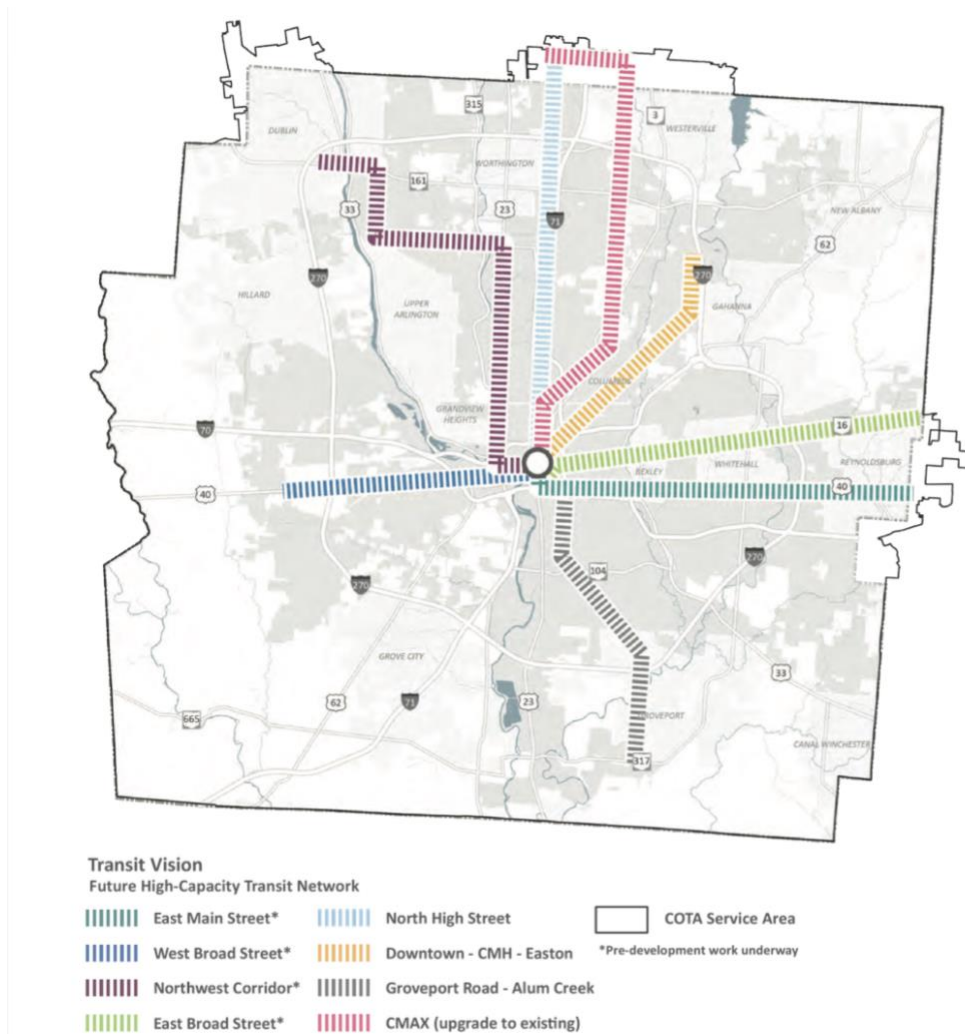 315
3
DUBLIN
WESTERVILLE
WORTHINGTON
161
33
23
71
NEW ALBANY
62
270
270
HILLARD
UPPER
ARLINGTON
GAHANNA
COLUMBUS
GRANDVIEW
HEIGHTS
70
16
BEXLEY
WHITEHALL
REYNOLDSBURG
40
40
270
104
270
GROVE CITY
33
62
71
23
665
GROVEPORT
CANAL WINCHESTER
317
Transit Vision
Future High-Capacity Transit Network
East Main Street*
North High Street
COTA Service Area
West Broad Street*
Downtown - CMH - Easton
*Pre-development work underway
Northwest Corridor*
Groveport Road - Alum Creek
East Broad Street*
CMAX (upgrade to existing)